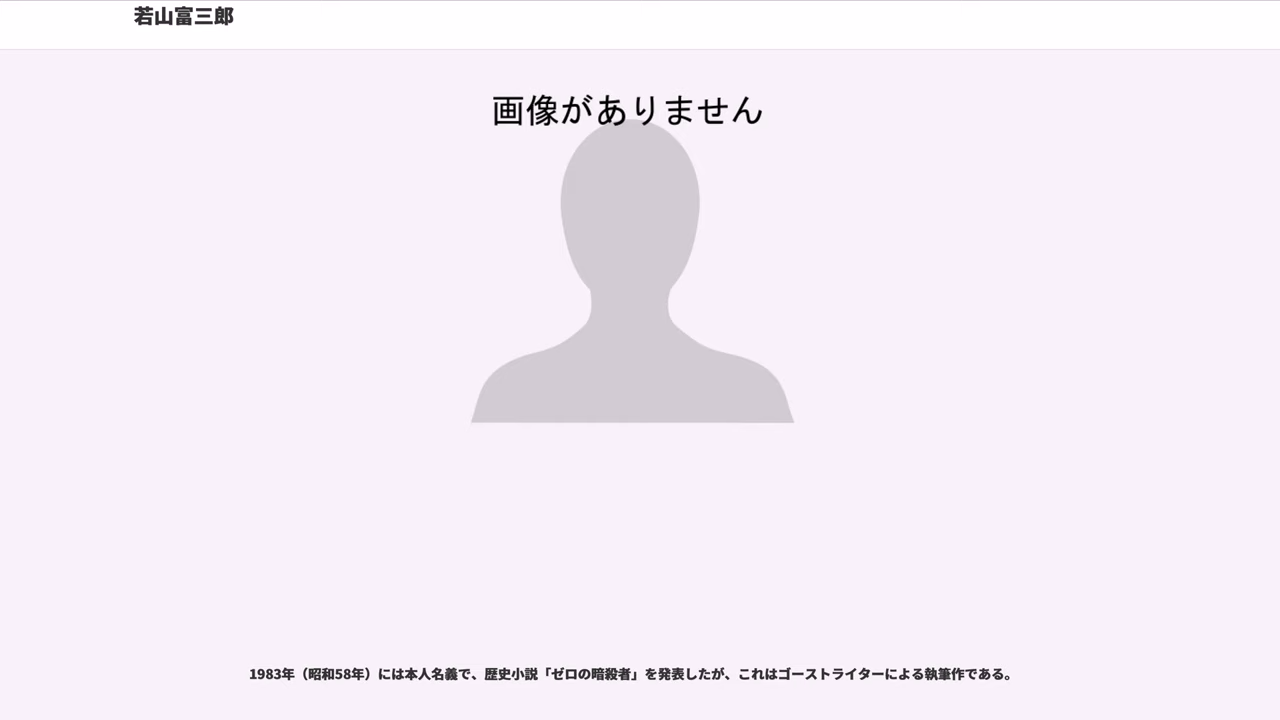 若山富三郎
画像がありません
1983年（昭和58年）には本人名義で、歴史小説「ゼロの暗殺者」を発表したが、これはゴーストライターによる執筆作である。